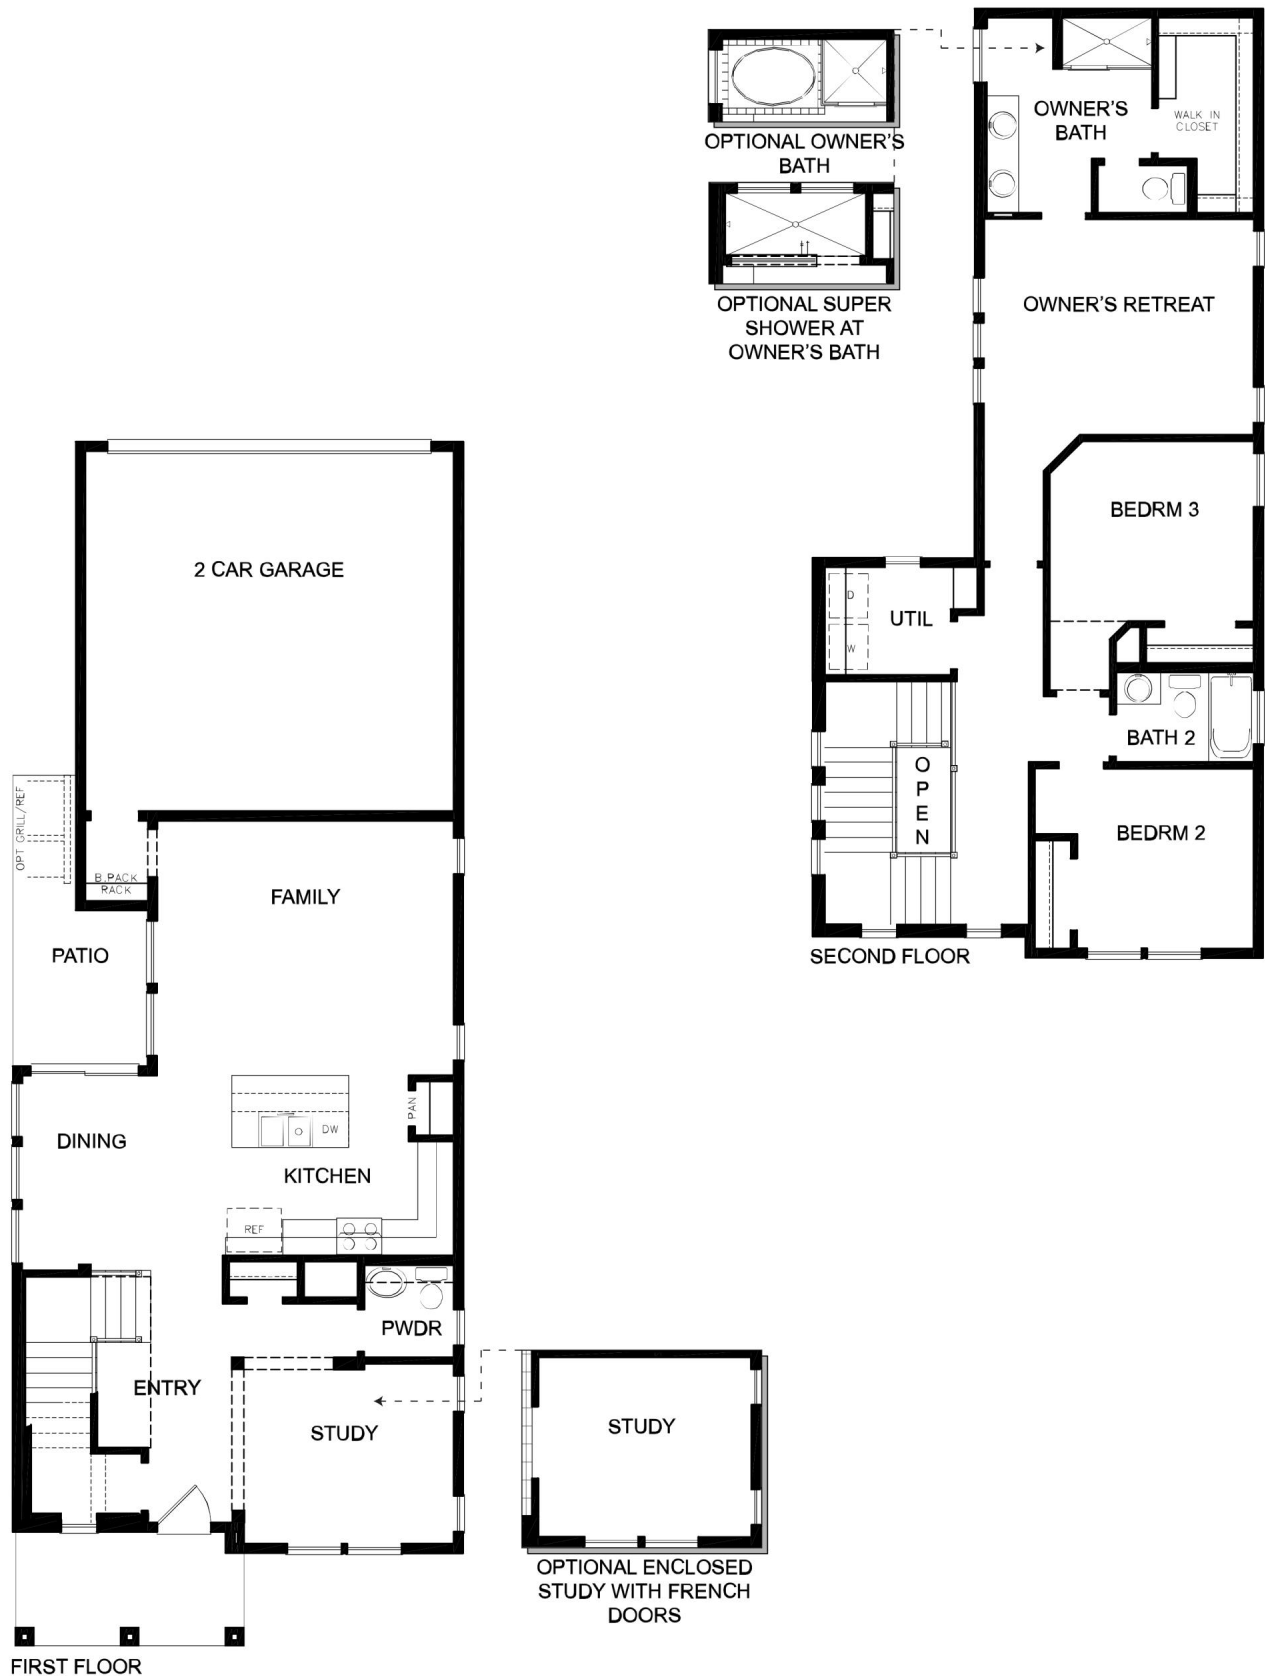 OPTIONAL OWNER'S
BATH
OPTIONAL SUPER
SHOWER AT
OWNER'S BATH
OWNER'S
BATH
WALK IN
CLOSET
OWNER'S RETREAT
BEDRM 3
D
W
UTIL
BATH 2
O
P
E
N
BEDRM 2
SECOND FLOOR
2 CAR GARAGE
OPT GRILL/REF
B.PACK
RACK
FAMILY
PATIO
PAN
DW
DINING
KITCHEN
REF
PWDR
ENTRY
STUDY
STUDY
OPTIONAL ENCLOSED
STUDY WITH FRENCH
DOORS
FIRST FLOOR